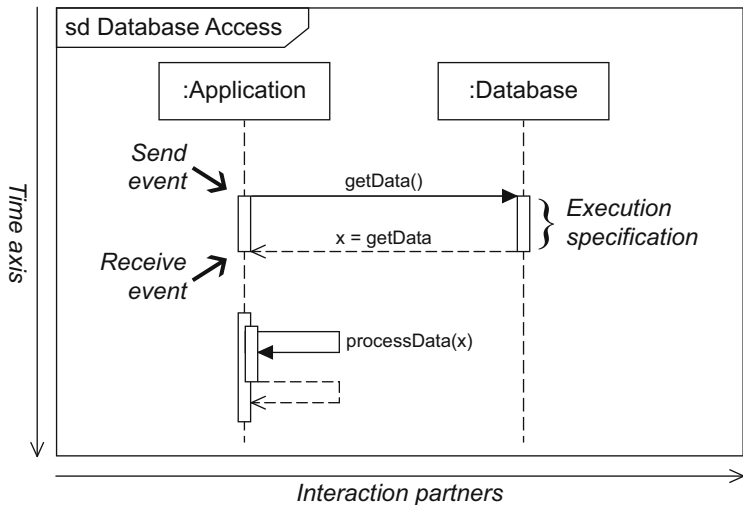 sd Database Access
:Application
:Database
Send
event
getData()
Execution
specification
x = getData
Receive
event
processData(x)
Time axis
Interaction partners